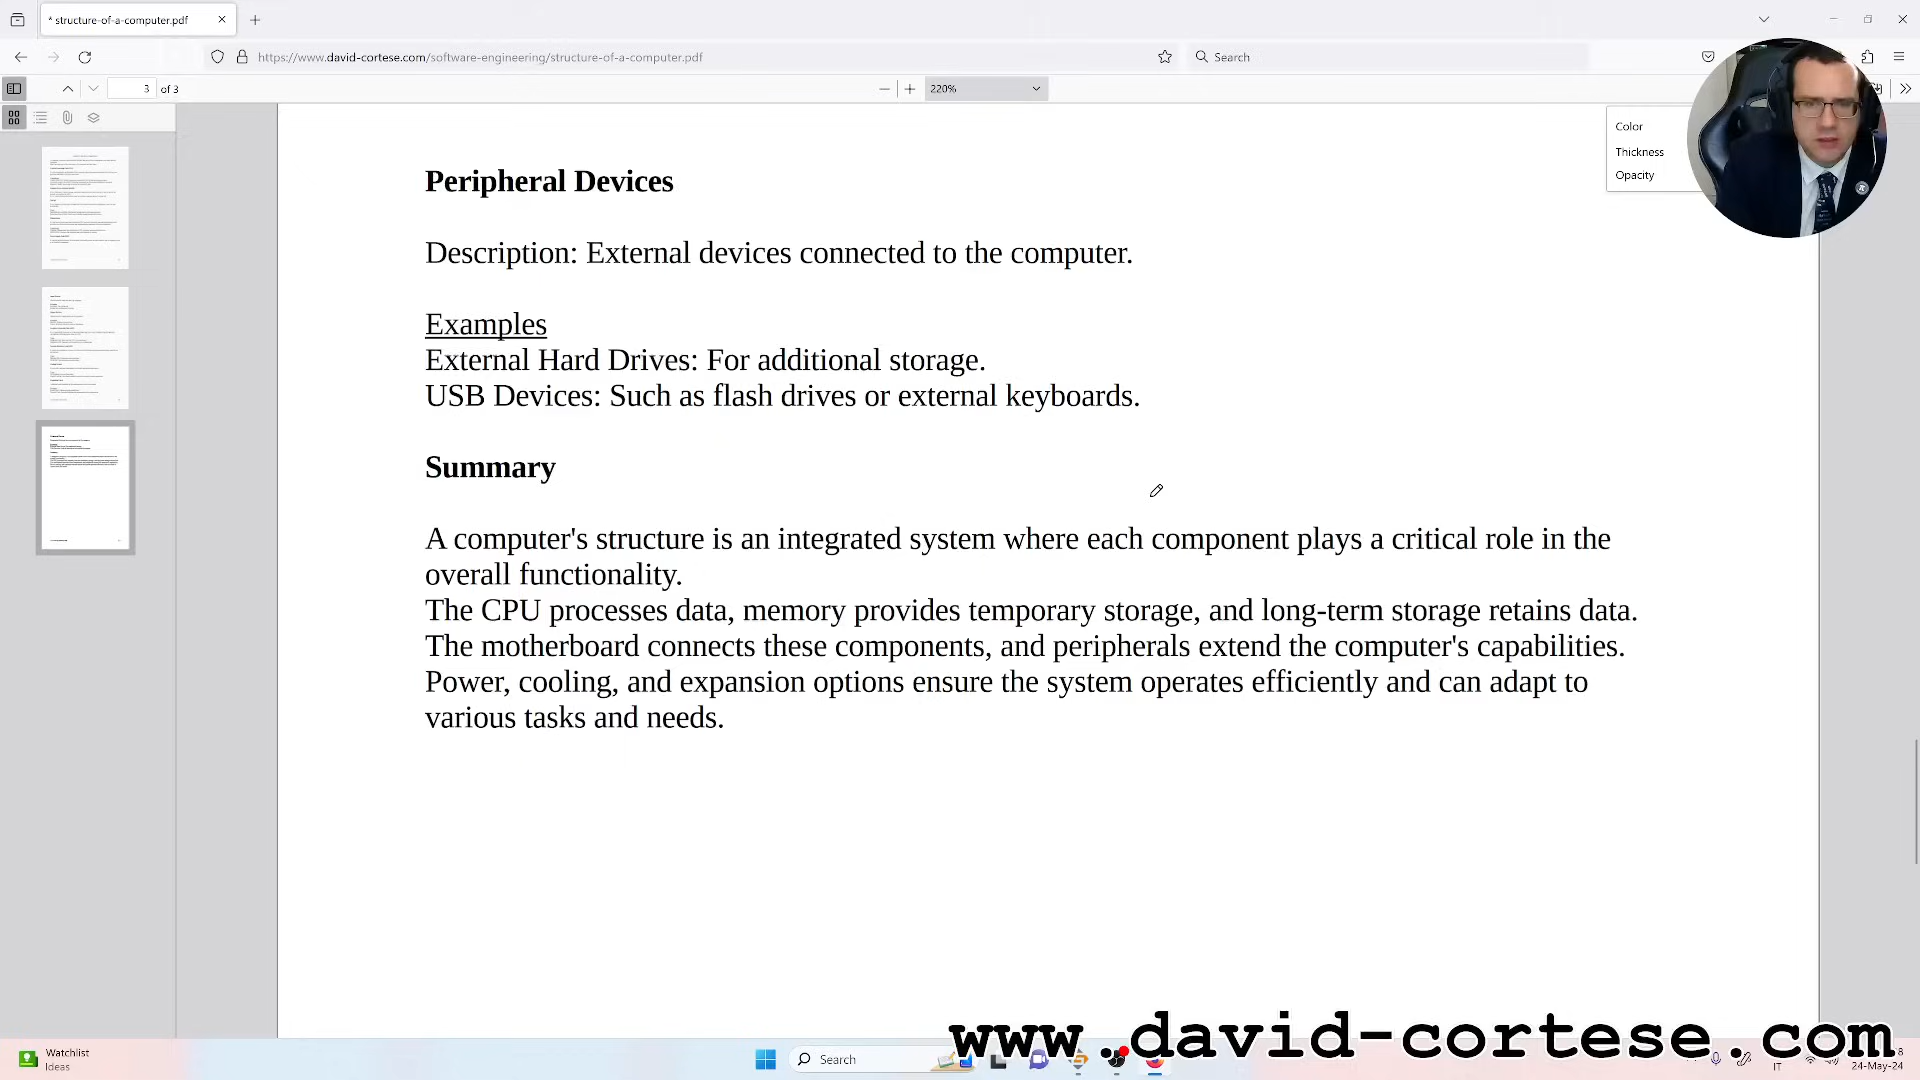 * structure-of-a-computer.pdf
https://www.david-cortese.com/software-engineering/structure-of-a-computer.pdf
Search
3 of 3
220%
Color
Thickness
Opacity
Peripheral Devices
Description: External devices connected to the computer.
Examples
External Hard Drives: For additional storage.
USB Devices: Such as flash drives or external keyboards.
Summary
A computer's structure is an integrated system where each component plays a critical role in the
overall functionality.
The CPU processes data, memory provides temporary storage, and long-term storage retains data.
The motherboard connects these components, and peripherals extend the computer's capabilities.
Power, cooling, and expansion options ensure the system operates efficiently and can adapt to
various tasks and needs.
www.david-cortese.com
Watchlist
Ideas
Search
IT
24-May-24